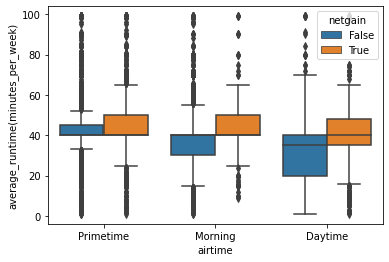 netgain
False
True
100
80
60
40
20
0
average_runtime(minutes_per_week)
Primetime
Morning
Daytime
airtime